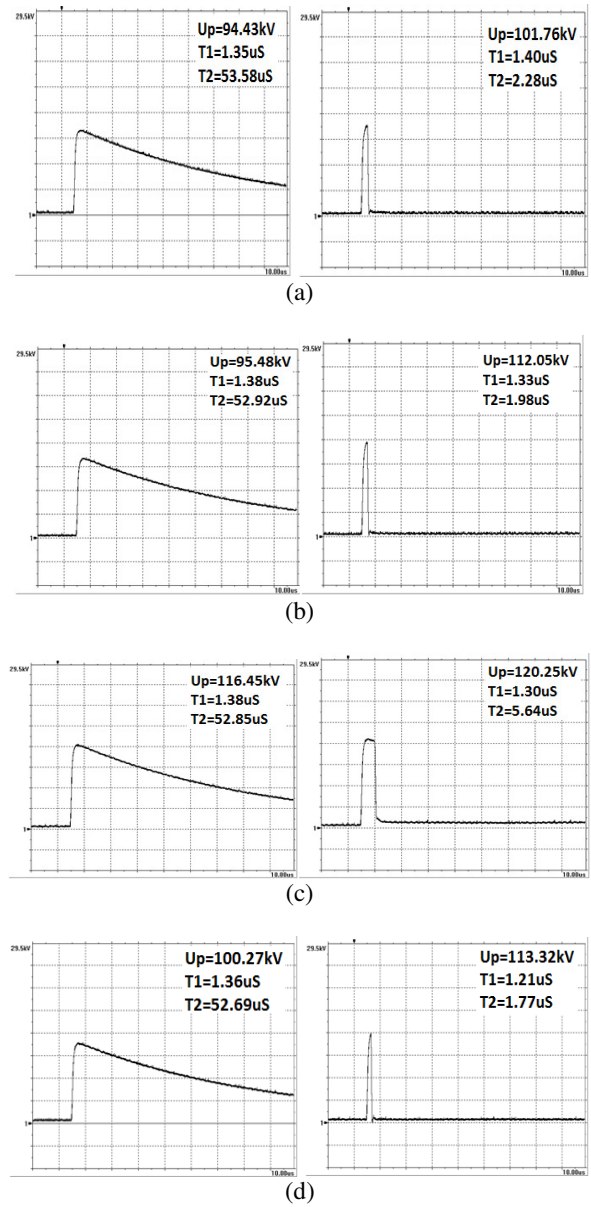 29.5kV
Up=94.43kV
T1=1.35uS
T2=53.58uS
1
10.00us
Up=101.76kV
T1=1.40uS
T2=2.28uS
29.5kV
1
10.00us
(a)
29.5kV
Up=95.48kV
T1=1.38uS
T2=52.92uS
1
10.00us
29.5kV
Up=112.05kV
T1=1.33uS
T2=1.98uS
1
10.00us
(b)
29.5kV
Up=116.45kV
T1=1.38uS
T2=52.85uS
1
10.00us
29.5kV
Up=120.25kV
T1=1.30uS
T2=5.64uS
1
10.00us
(c)
29.5kV
Up=100.27kV
T1=1.36uS
T2=52.69uS
1
10.00us
29.5kV
Up=113.32kV
T1=1.21uS
T2=1.77uS
1
10.00us
(d)